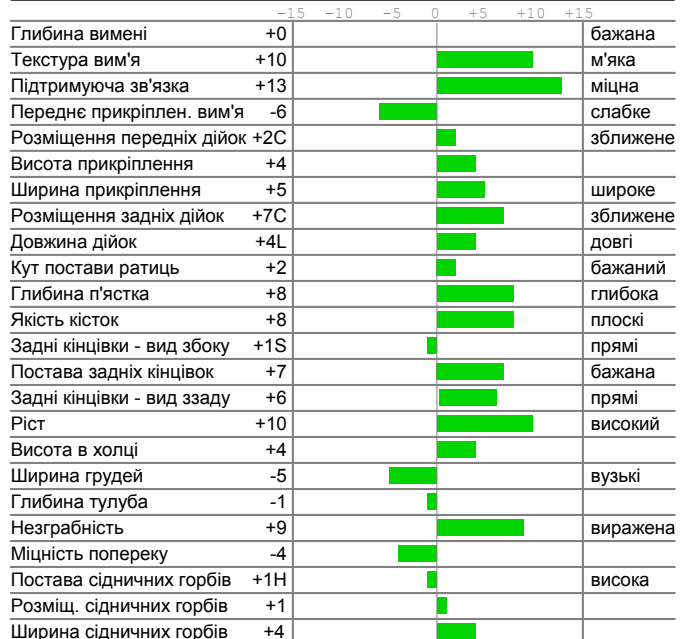 -15 -10 -5 0 +5 +10 +15
Глибина вимені +0 бажана
Текстура вим'я +10 м'яка
Підтримуюча зв'язка +13 міцна
Переднє прикріплен. вим'я -6 слабке
Розміщення передніх дійок +2C зближене
Висота прикріплення +4
Ширина прикріплення +5 широке
Розміщення задніх дійок +7C зближене
Довжина дійок +4L довгі
Кут постави ратиць +2 бажаний
Глибина п'ястка +8 глибока
Якість кісток +8 плоскі
Задні кінцівки - вид збоку +1S прямі
Постава задніх кінцівок +7 бажана
Задні кінцівки - вид ззаду +6 прямі
Ріст +10 високий
Висота в холці +4
Ширина грудей -5 вузькі
Глибина тулуба -1
Незграбність +9 виражена
Міцність попереку -4
Постава сідничних горбів +1H висока
Розміщ. сідничних горбів +1
Ширина сідничних горбів +4